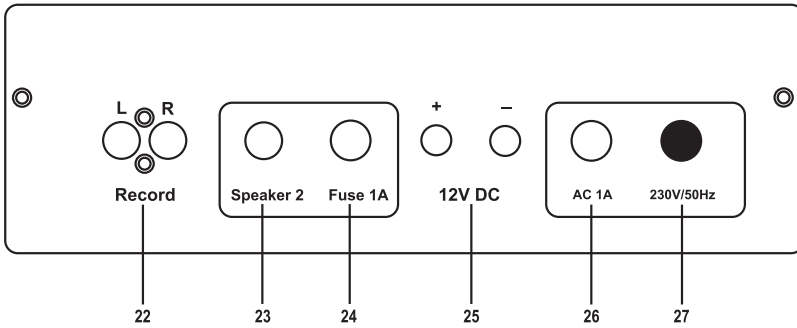 L R + –
Record Speaker 2 Fuse 1A 12V DC AC 1A 230V/50Hz
22 23 24 25 26 27